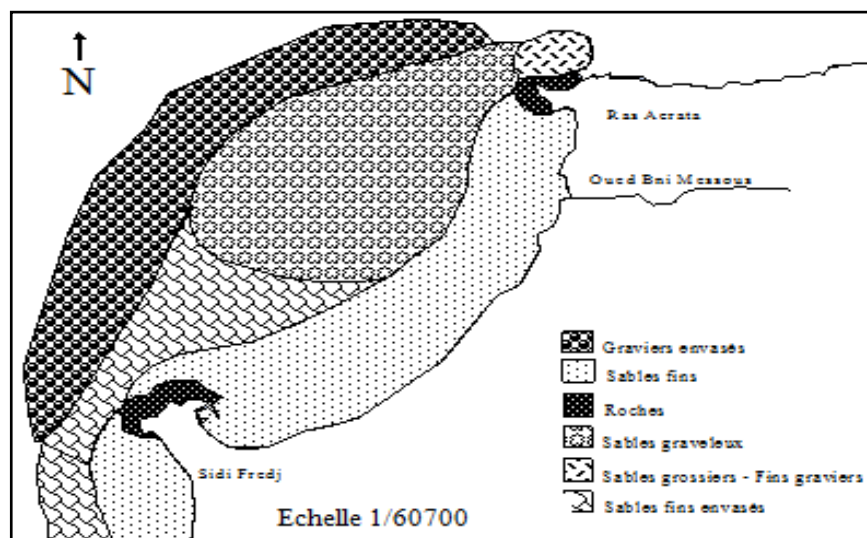 N
Ras Acrata
Oued Bni Messous
Graviers envasés
Sables fins
Roches
Sables graveleux
Sables grossiers - Fins graviers
Sables fins envasés
Sidi Fredj
Echelle 1/60700